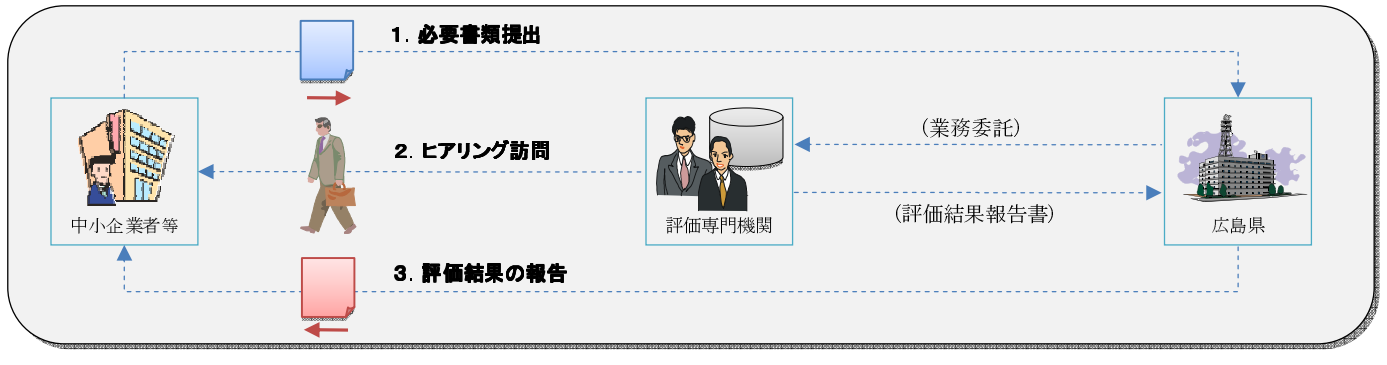 1．必要書類提出
(業務委託)
2．ヒアリング訪問
(評価結果報告書)
中小企業者等
評価専門機関
広島県
3．評価結果の報告